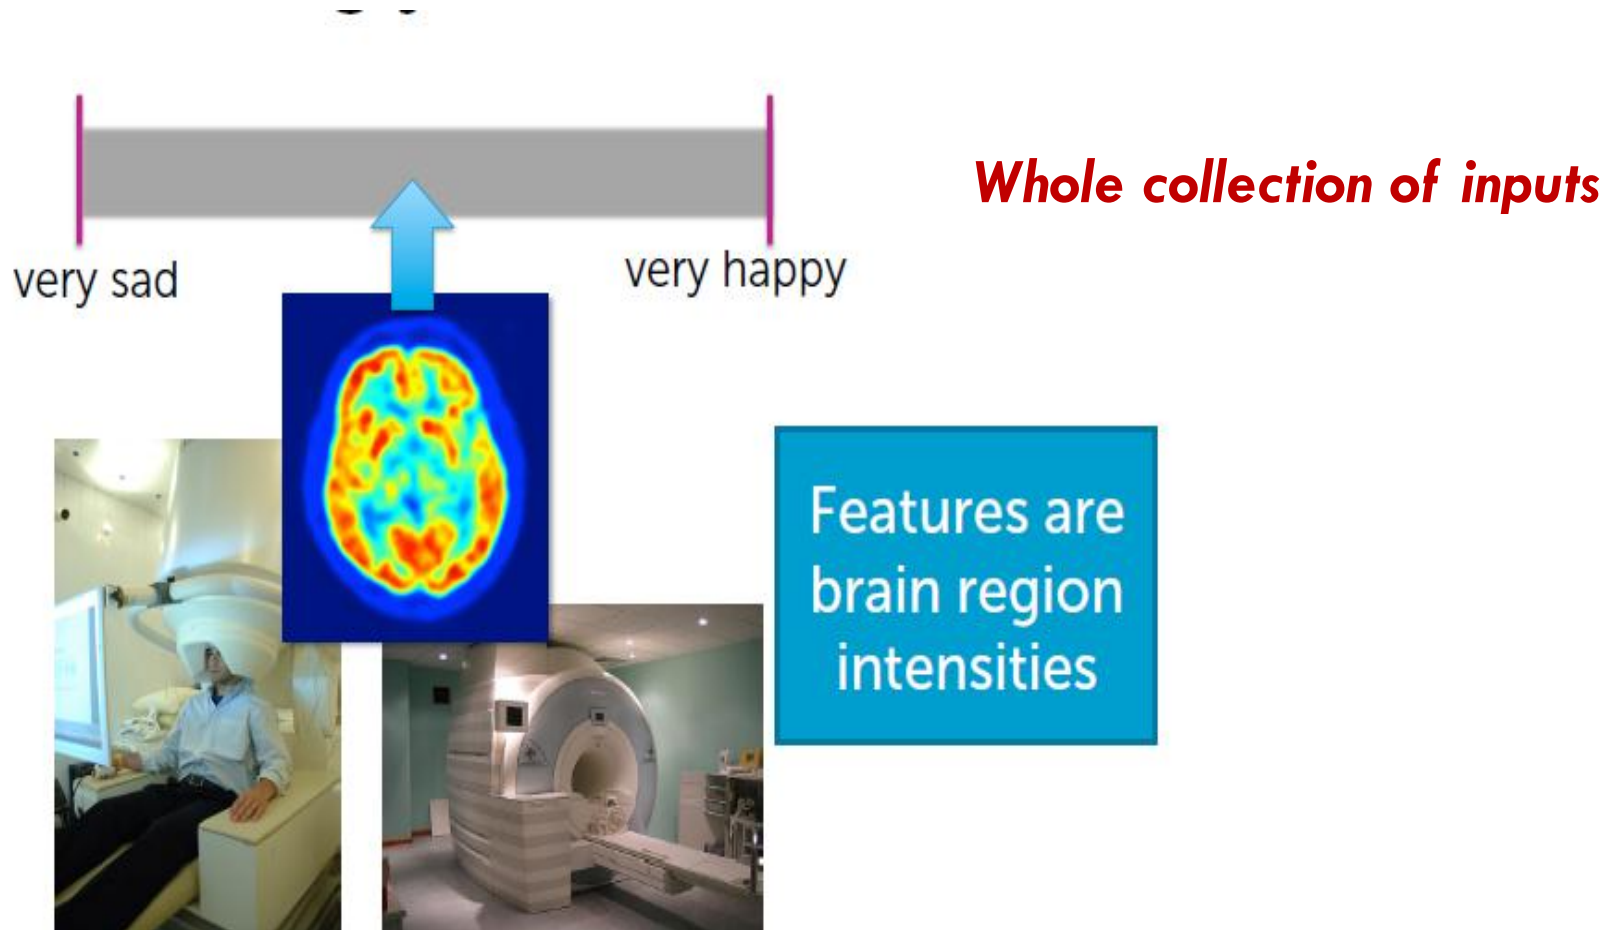 Whole collection of inputs
very sad
very happy
Features are
brain region
intensities